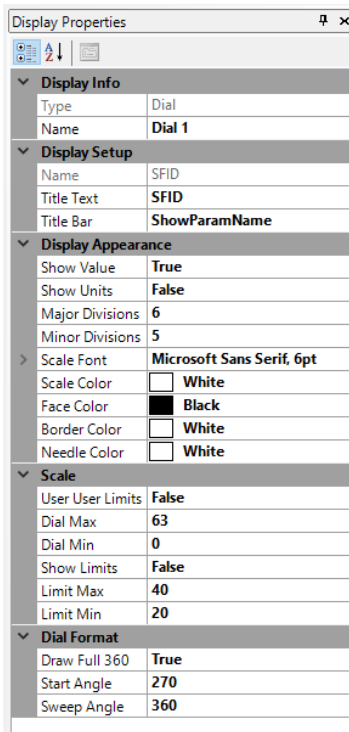 Display Properties
Display Info
Type Dial
Name Dial 1
Display Setup
Name SFID
Title Text SFID
Title Bar ShowParamName
Display Appearance
Show Value True
Show Units False
Major Divisions 6
Minor Divisions 5
Scale Font Microsoft Sans Serif, 6pt
Scale Color White
Face Color Black
Border Color White
Needle Color White
Scale
User User Limits False
Dial Max 63
Dial Min 0
Show Limits False
Limit Max 40
Limit Min 20
Dial Format
Draw Full 360 True
Start Angle 270
Sweep Angle 360